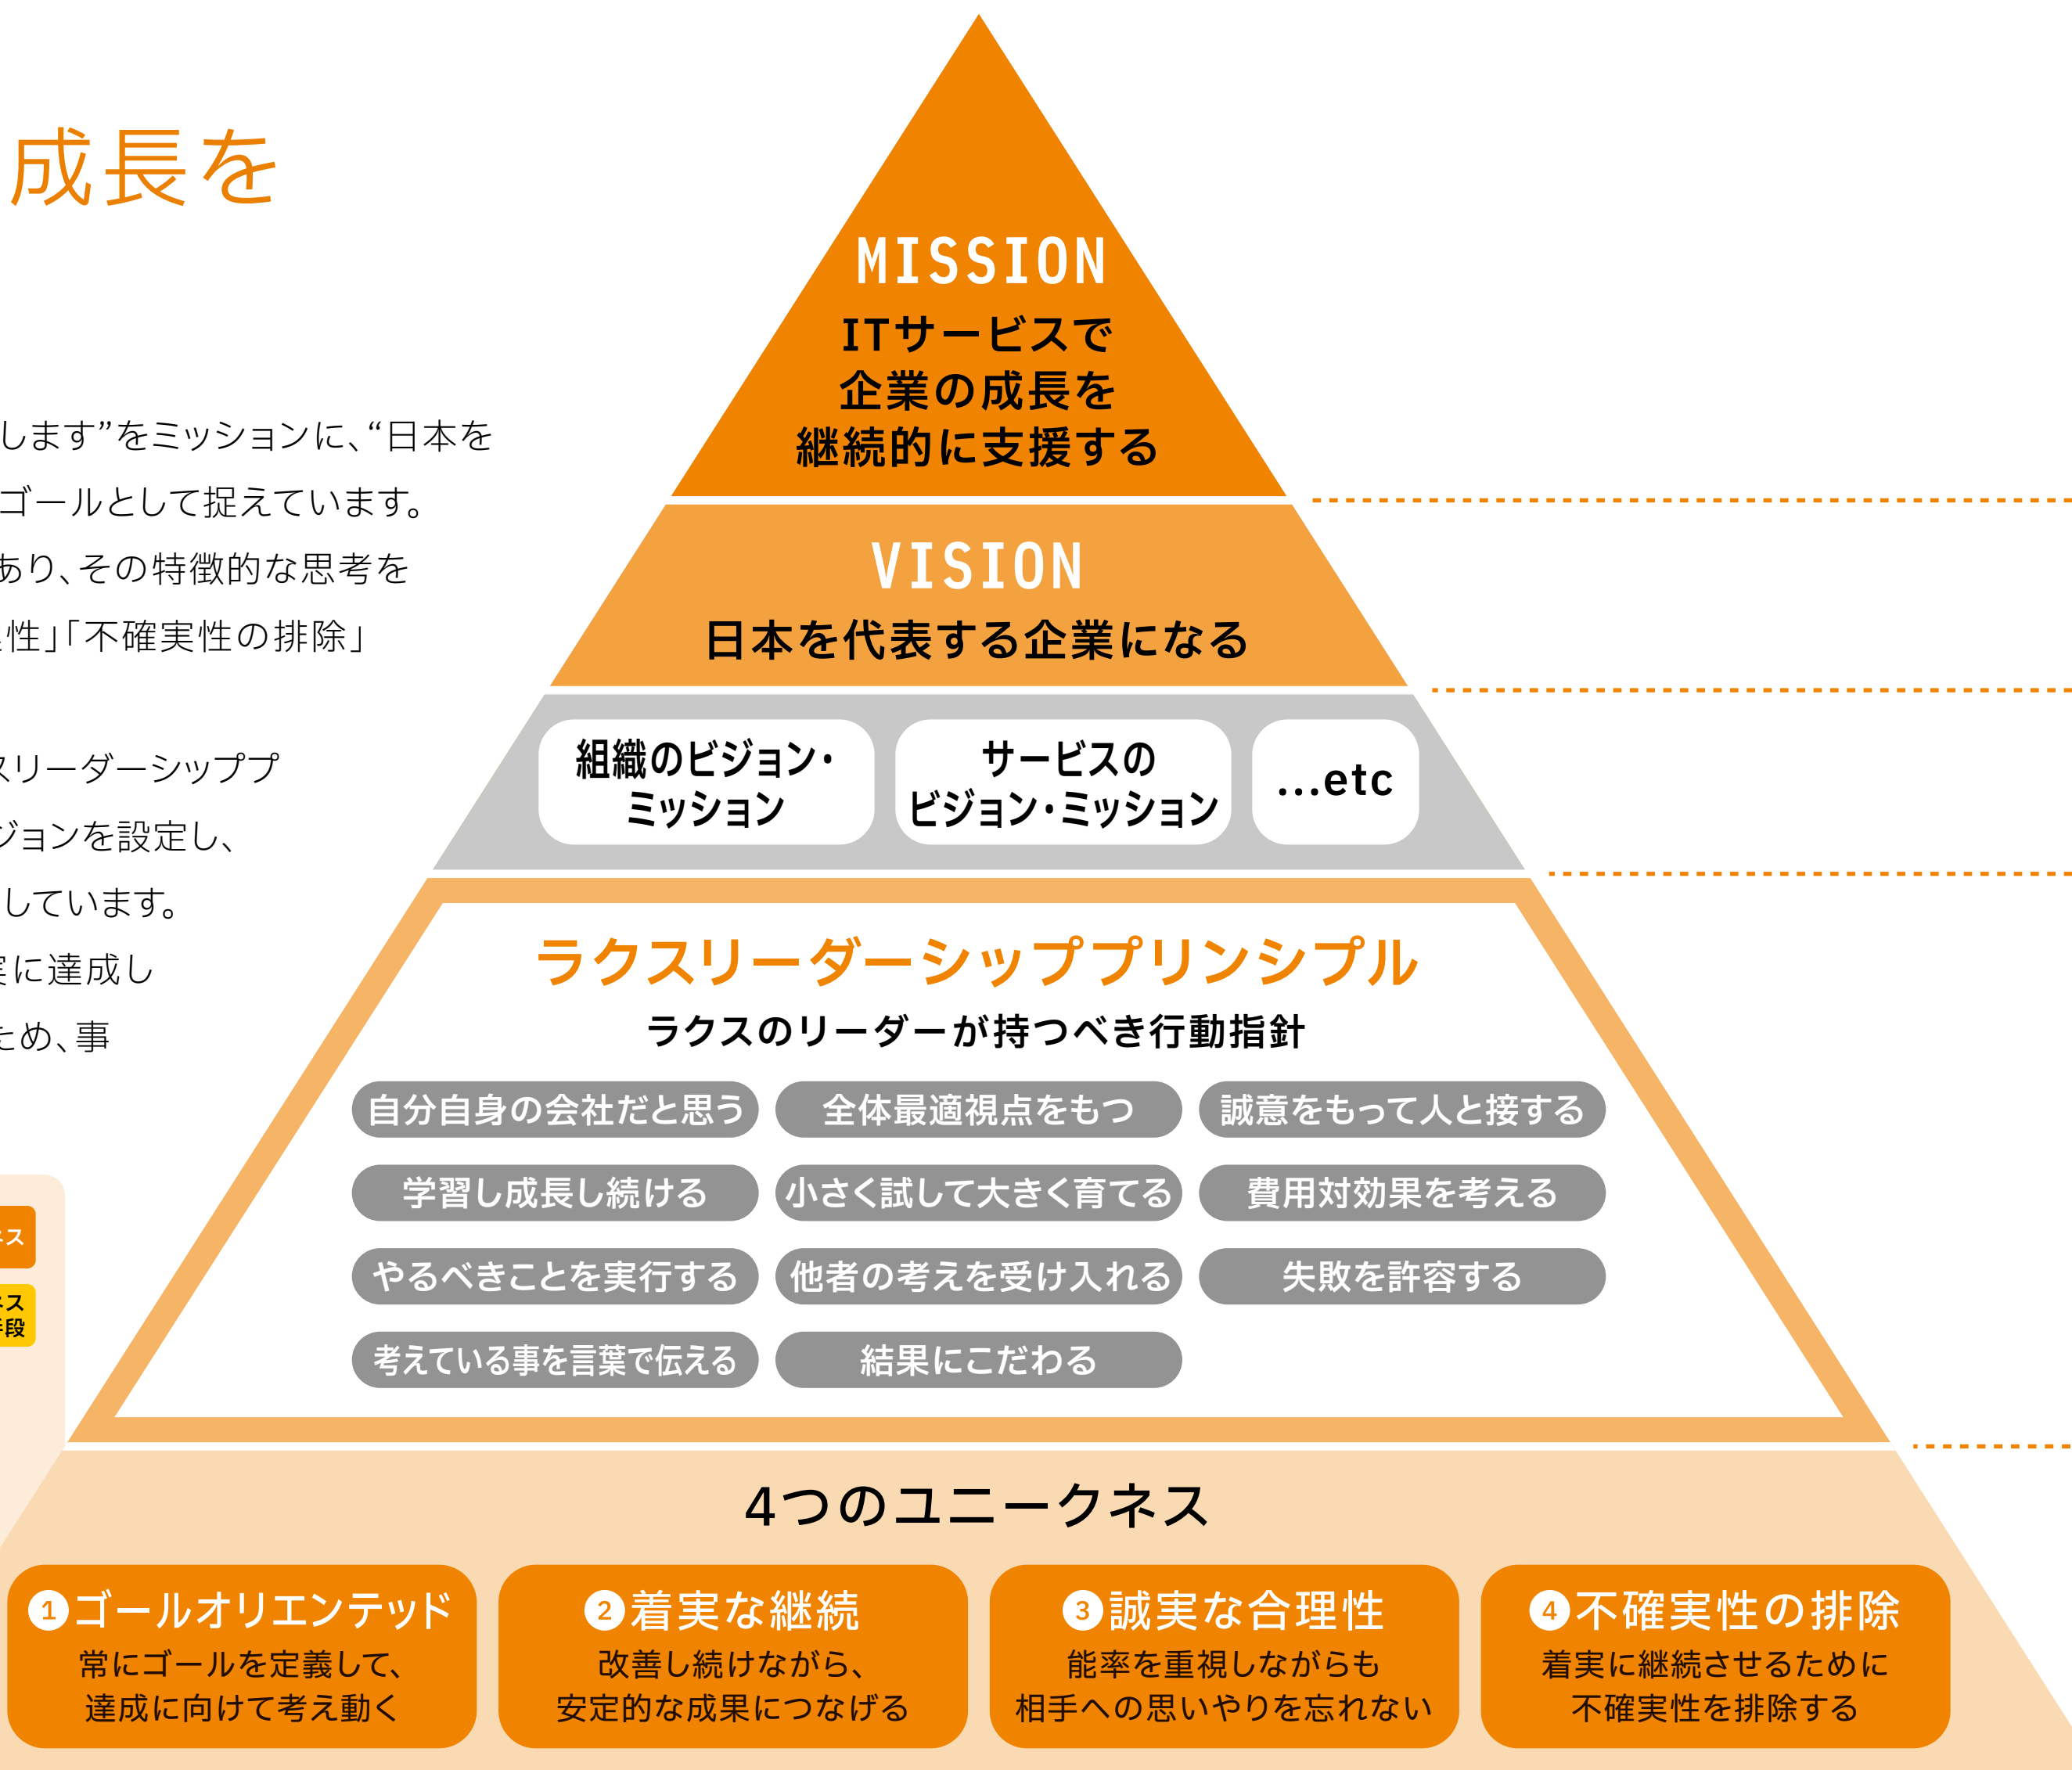 成長を
します”をミッションに、“日本を
ゴールとして捉えています。
あり、その特徴的な思考を
性」「不確実性の排除」
スリーダーシッププ
ジョンを設定し、
しています。
実に達成し
ため、事
ネス
ネス
手段
MISSION
ITサービスで
企業の成長を
継続的に支援する
VISION
日本を代表する企業になる
組織のビジョン・
ミッション
サービスの
ビジョン・ミッション
...etc
ラクスリーダーシッププリンシプル
ラクスのリーダーが持つべき行動指針
自分自身の会社だと思う
全体最適視点をもつ
誠意をもって人と接する
学習し成長し続ける
小さく試して大きく育てる
費用対効果を考える
やるべきことを実行する
他者の考えを受け入れる
失敗を許容する
考えている事を言葉で伝える
結果にこだわる
4つのユニークネス
1 ゴールオリエンテッド
常にゴールを定義して、
達成に向けて考え動く
2 着実な継続
改善し続けながら、
安定的な成果につなげる
3 誠実な合理性
能率を重視しながらも
相手への思いやりを忘れない
4 不確実性の排除
着実に継続させるために
不確実性を排除する